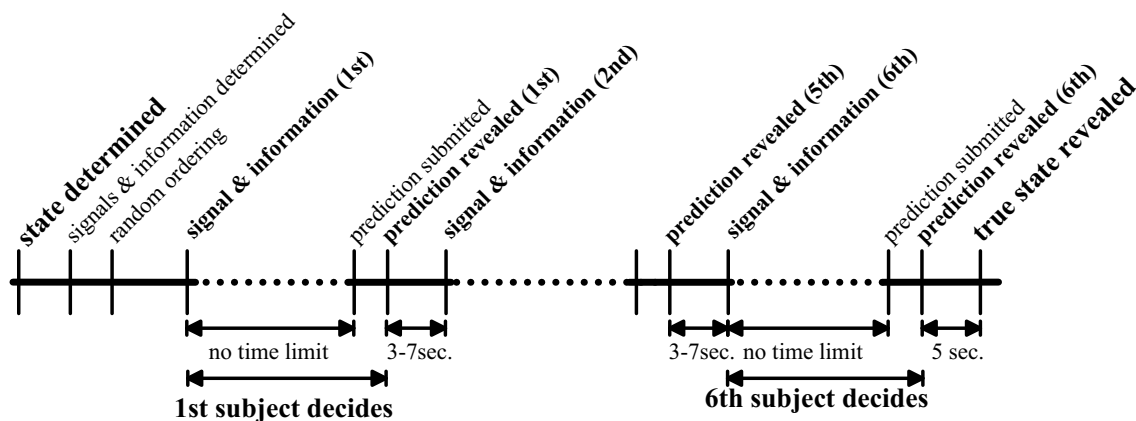 state determined
signals & information determined
random ordering
signal & information (1st)
prediction submitted
prediction revealed (1st)
signal & information (2nd)
prediction revealed (5th)
signal & information (6th)
prediction submitted
prediction revealed (6th)
true state revealed
no time limit
3-7sec.
3-7sec.
no time limit
5 sec.
1st subject decides
6th subject decides